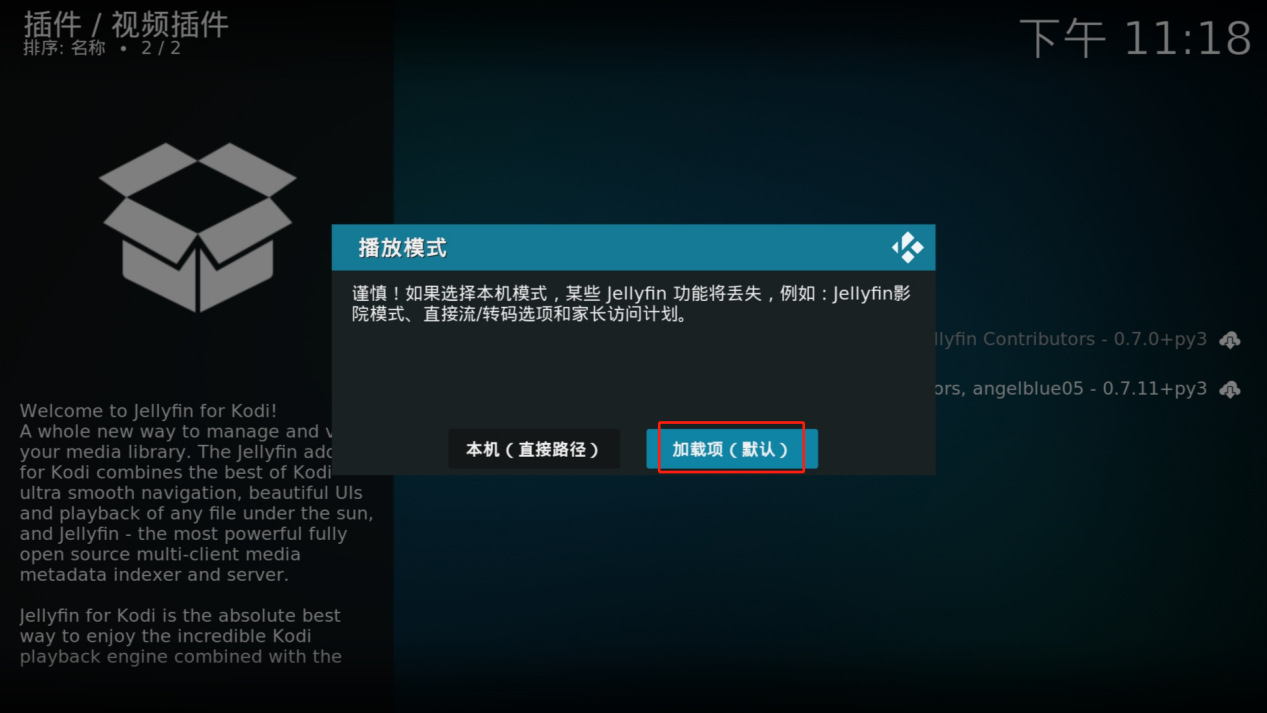 插件 / 视频插件
排序: 名称 • 2 / 2
下午 11:18
播放模式
谨慎！如果选择本机模式，某些 Jellyfin 功能将丢失，例如：Jellyfin影
院模式、直接流/转码选项和家长访问计划。
本机（直接路径）
加载项（默认）
llyfin Contributors - 0.7.0+py3
ors, angelblue05 - 0.7.11+py3
Welcome to Jellyfin for Kodi!
A whole new way to manage and v
your media library. The Jellyfin add
for Kodi combines the best of Kodi
ultra smooth navigation, beautiful UIs
and playback of any file under the sun,
and Jellyfin - the most powerful fully
open source multi-client media
metadata indexer and server.
Jellyfin for Kodi is the absolute best
way to enjoy the incredible Kodi
playback engine combined with the